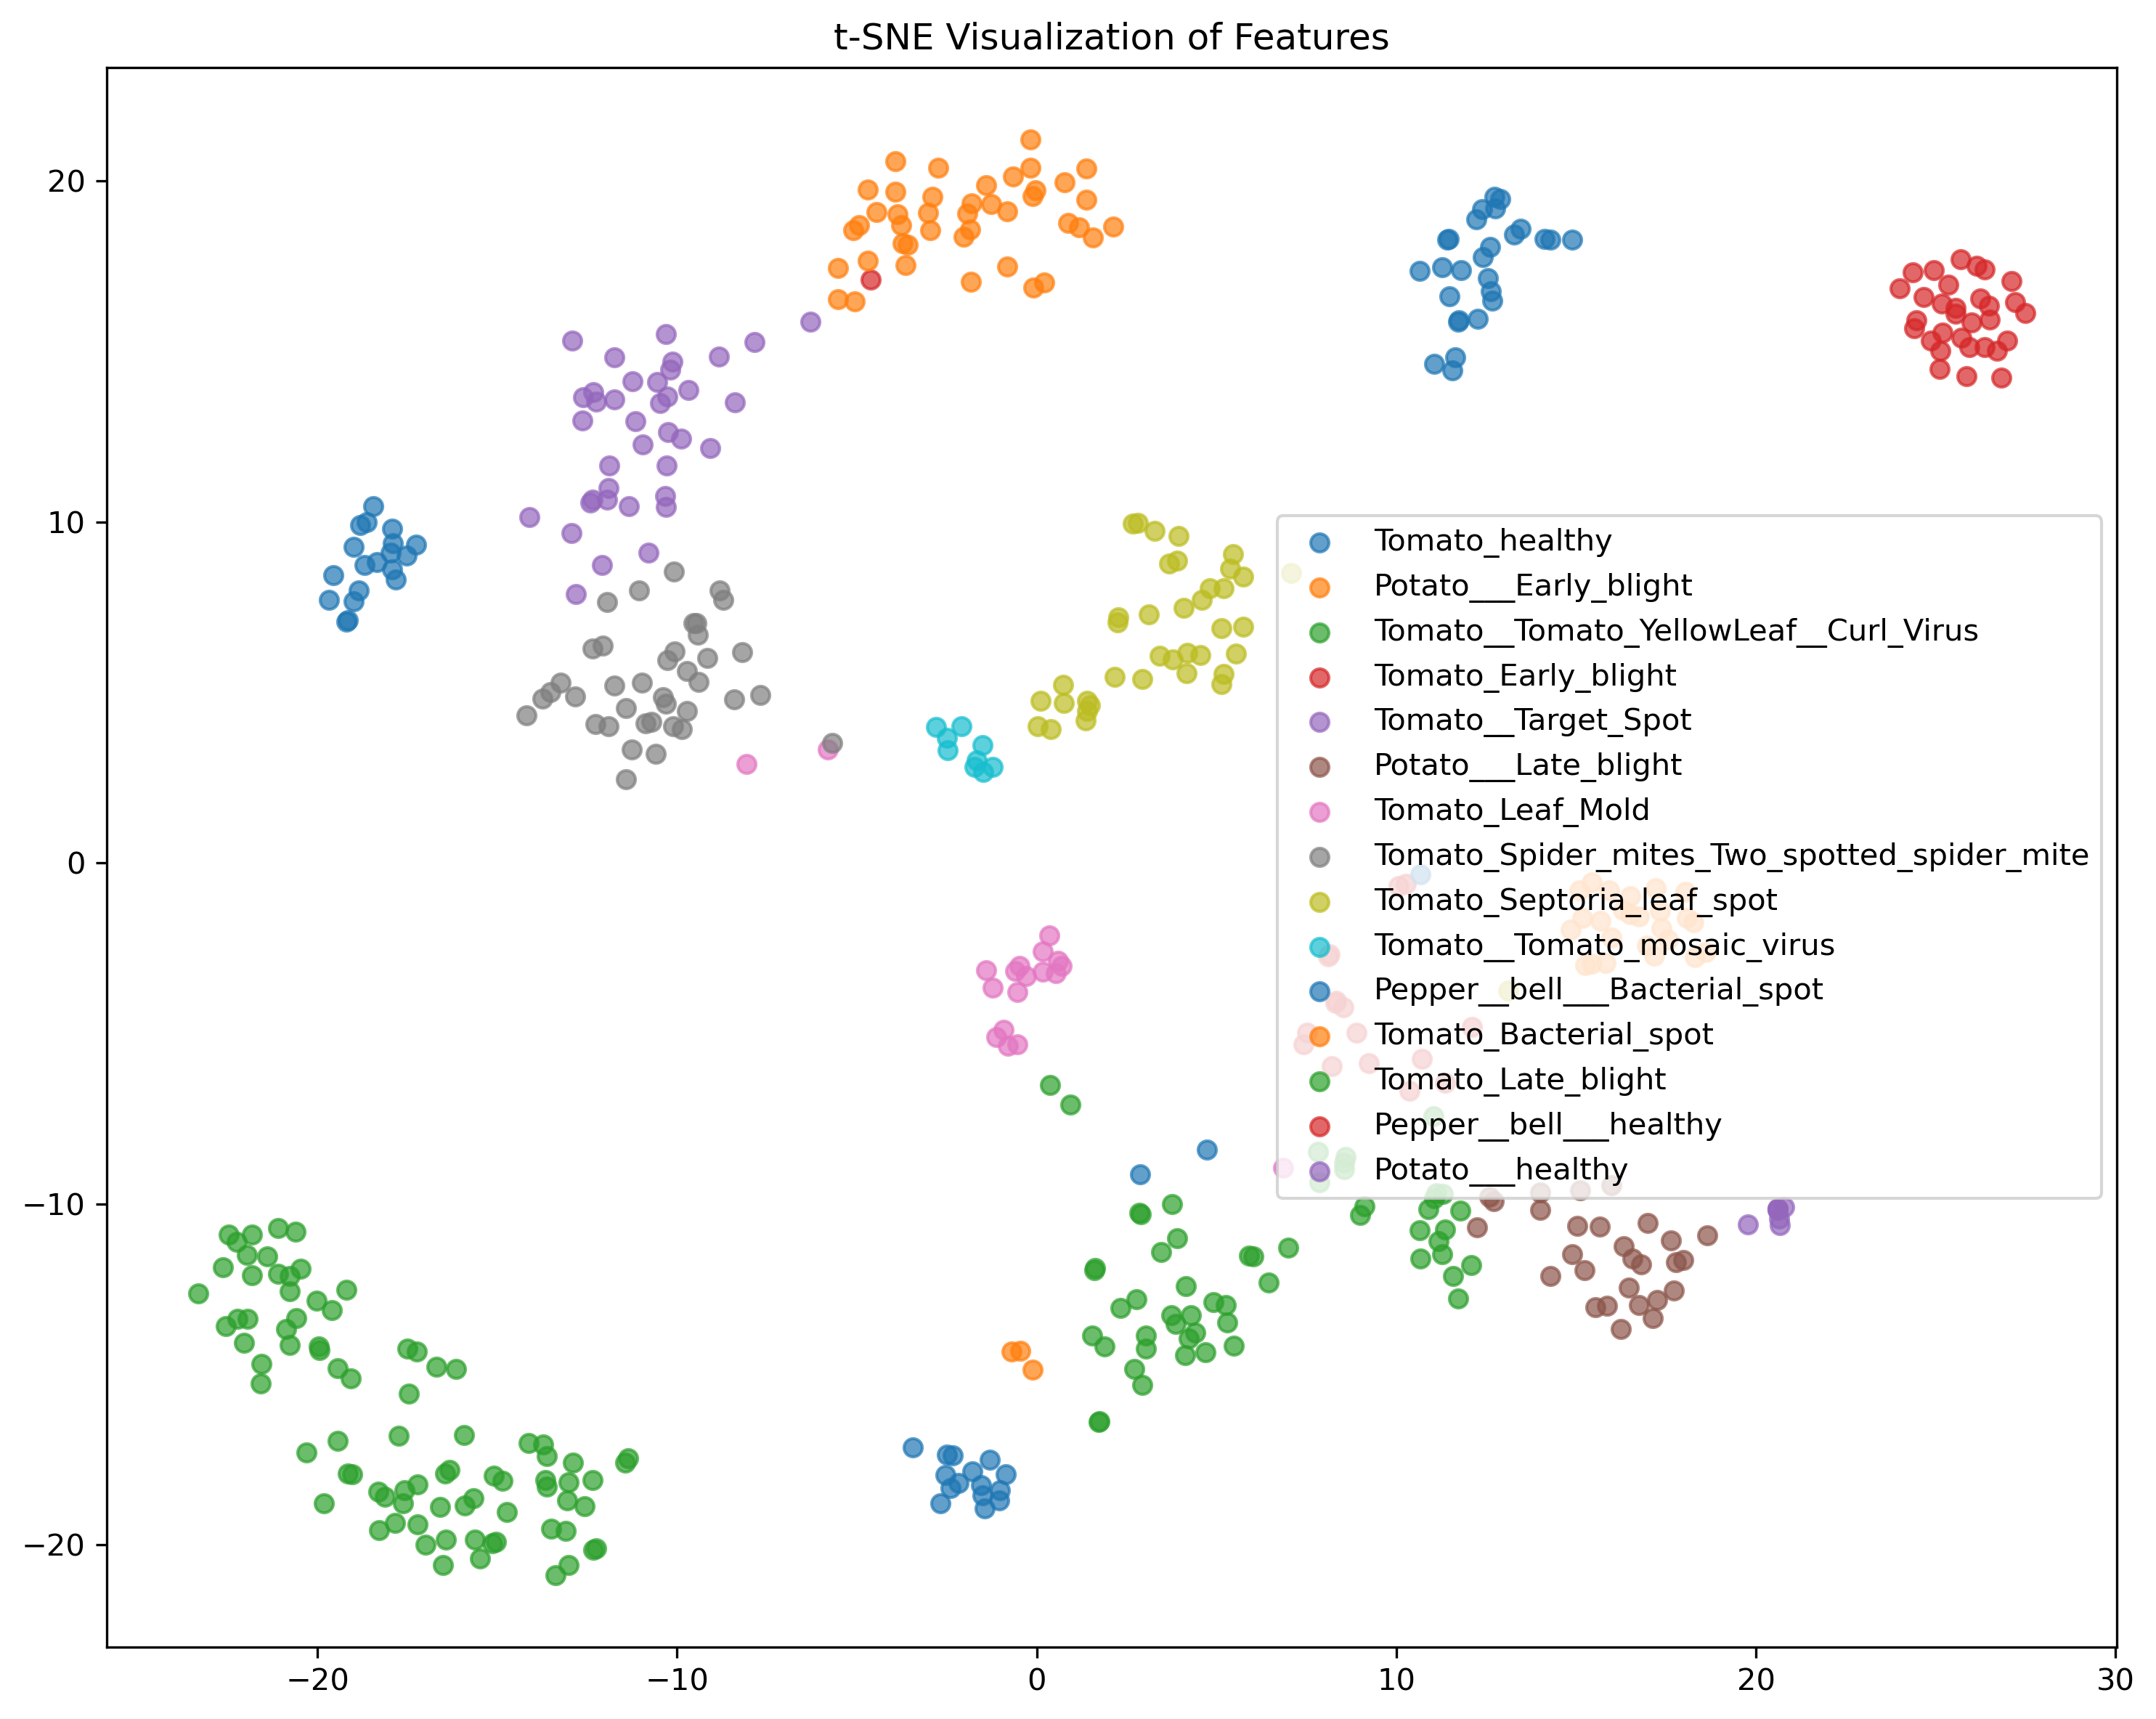 t-SNE Visualization of Features
20
10
0
−10
−20
Tomato_healthy
Potato___Early_blight
Tomato__Tomato_YellowLeaf__Curl_Virus
Tomato_Early_blight
Tomato__Target_Spot
Potato___Late_blight
Tomato_Leaf_Mold
Tomato_Spider_mites_Two_spotted_spider_mite
Tomato_Septoria_leaf_spot
Tomato__Tomato_mosaic_virus
Pepper__bell___Bacterial_spot
Tomato_Bacterial_spot
Tomato_Late_blight
Pepper__bell___healthy
Potato___healthy
−20 −10 0 10 20 30